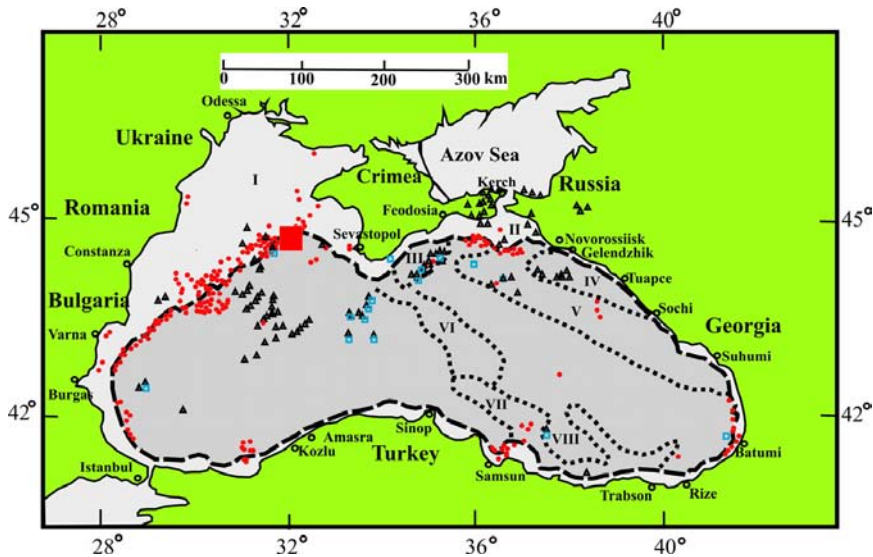 28° 32° 36° 40°
0 100 200 300 km
Odessa
Ukraine
Azov Sea
Crimea
Kerch
Russia
I
Romania
Feodosia
45° 45°
Sevastopol
II
Novorossiisk
Gelendzhik
Constanza
III
IV
Tuapce
Bulgaria
V
Sochi
Georgia
Varna
VI
Suhumi
Burgas
VII
42° 42°
Sinop
Amasra
VIII
Kozlu
Turkey
Batumi
Istanbul
Samsun
Trabson
Rize
28° 32° 36° 40°